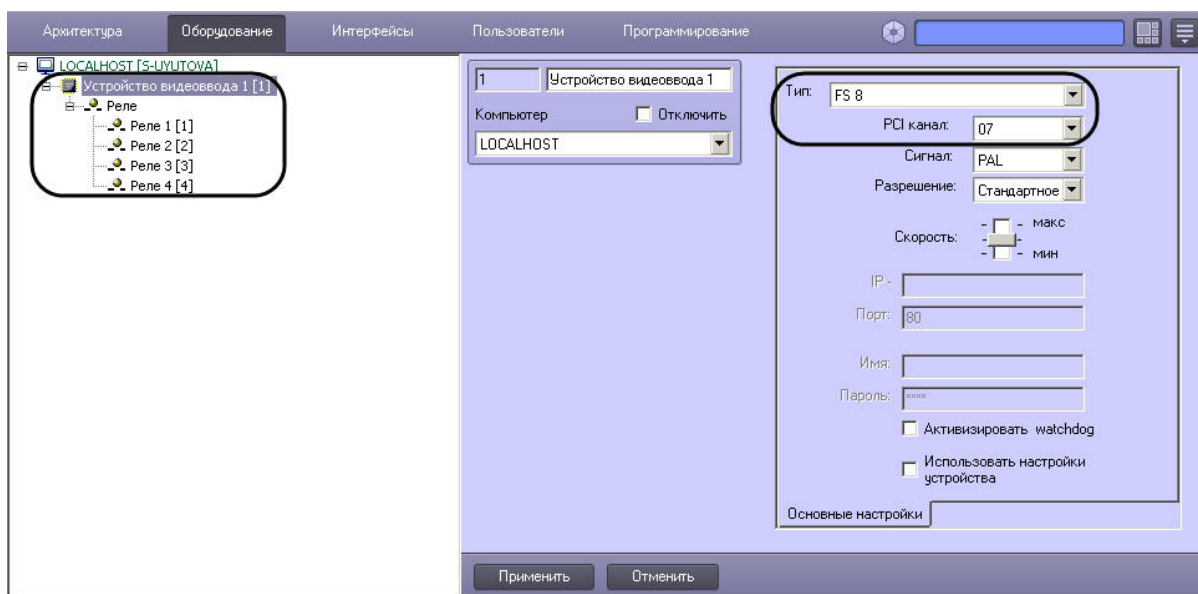 Архитектура Оборудование Интерфейсы Пользователи Программирование
LOCALHOST [S-UYUTOVA]
Устройство видеоввода 1 [1]
Реле
Реле 1 [1]
Реле 2 [2]
Реле 3 [3]
Реле 4 [4]
1 Устройство видеоввода 1
Компьютер Отключить
LOCALHOST
Тип: FS 8
PCI канал: 07
Сигнал: PAL
Разрешение: Стандартное
Скорость: - - макс
- -
- - мин
IP -
Порт: 80
Имя:
Пароль: ****
Активизировать watchdog
Использовать настройки
устройства
Основные настройки
Применить Отменить